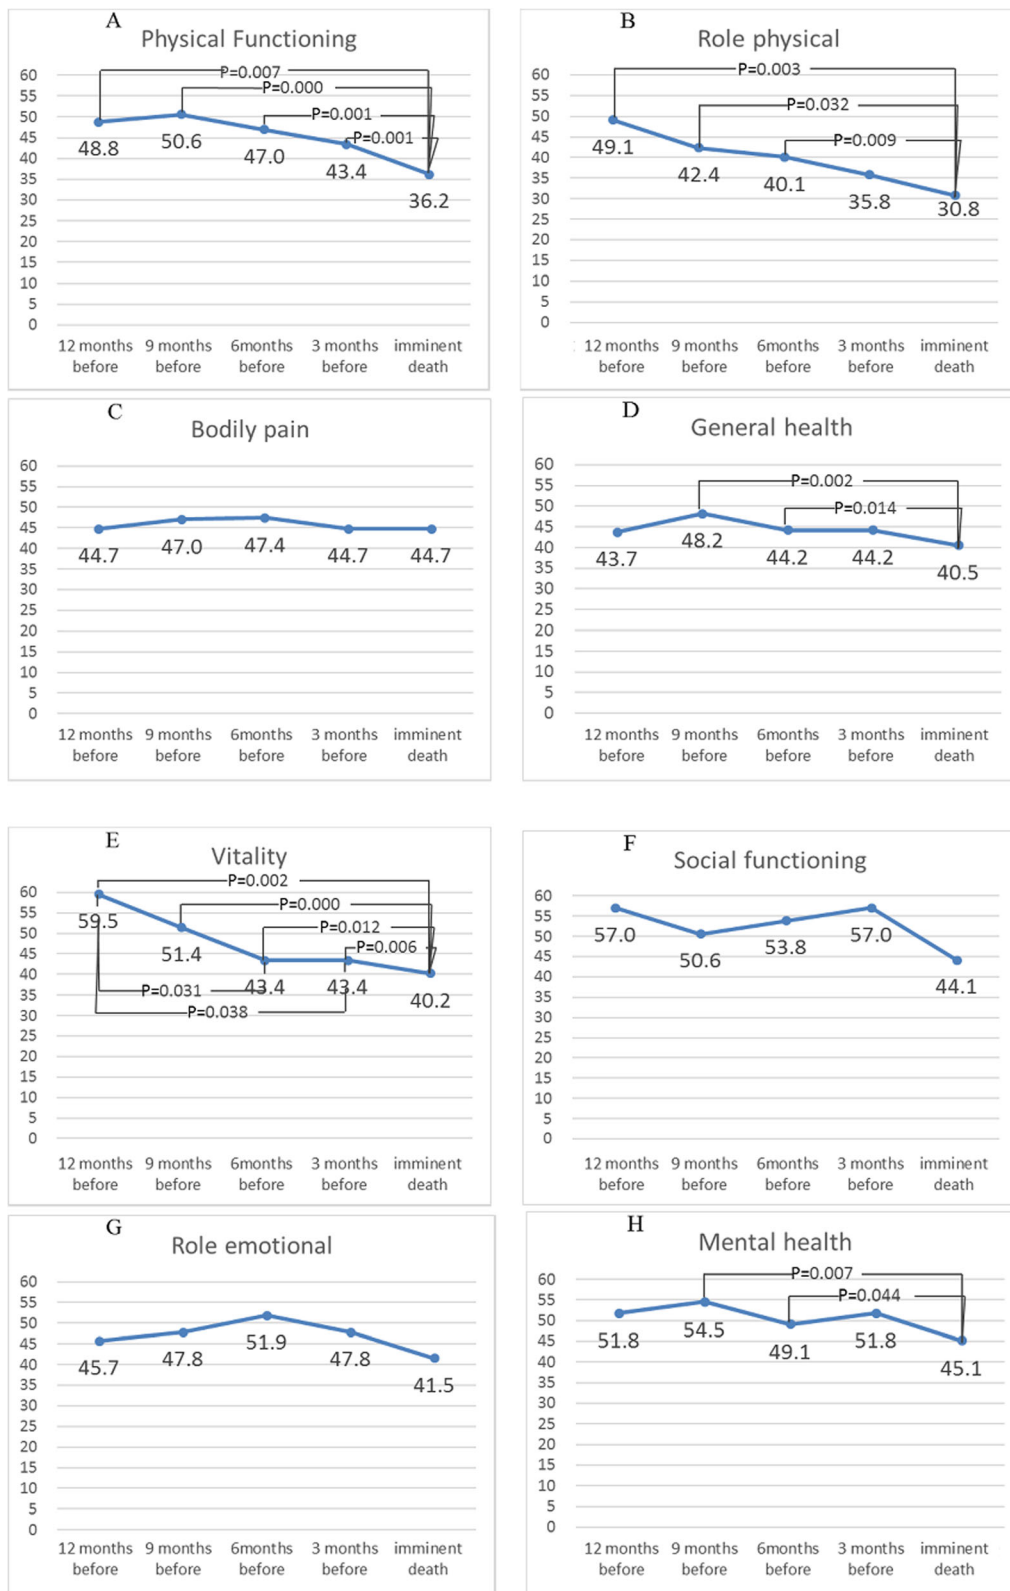 A
Physical Functioning
60
55
50
45
40
35
30
25
20
15
10
5
0
P=0.007
P=0.000
P=0.001
P=0.001
48.8
50.6
47.0
43.4
36.2
12 months before
9 months before
6months before
3 months before
imminent death
B
Role physical
60
55
50
45
40
35
30
25
20
15
10
5
0
P=0.003
P=0.032
P=0.009
49.1
42.4
40.1
35.8
30.8
12 months before
9 months before
6months before
3 months before
imminent death
C
Bodily pain
60
55
50
45
40
35
30
25
20
15
10
5
0
44.7
47.0
47.4
44.7
44.7
12 months before
9 months before
6months before
3 months before
imminent death
D
General health
60
55
50
45
40
35
30
25
20
15
10
5
0
P=0.002
P=0.014
43.7
48.2
44.2
44.2
40.5
12 months before
9 months before
6months before
3 months before
imminent death
E
Vitality
60
55
50
45
40
35
30
25
20
15
10
5
0
P=0.002
P=0.000
P=0.012
P=0.006
59.5
51.4
43.4
43.4
40.2
P=0.031
P=0.038
12 months before
9 months before
6months before
3 months before
imminent death
F
Social functioning
60
55
50
45
40
35
30
25
20
15
10
5
0
57.0
50.6
53.8
57.0
44.1
12 months before
9 months before
6months before
3 months before
imminent death
G
Role emotional
60
55
50
45
40
35
30
25
20
15
10
5
0
45.7
47.8
51.9
47.8
41.5
12 months before
9 months before
6months before
3 months before
imminent death
H
Mental health
60
55
50
45
40
35
30
25
20
15
10
5
0
P=0.007
P=0.044
51.8
54.5
49.1
51.8
45.1
12 months before
9 months before
6months before
3 months before
imminent death